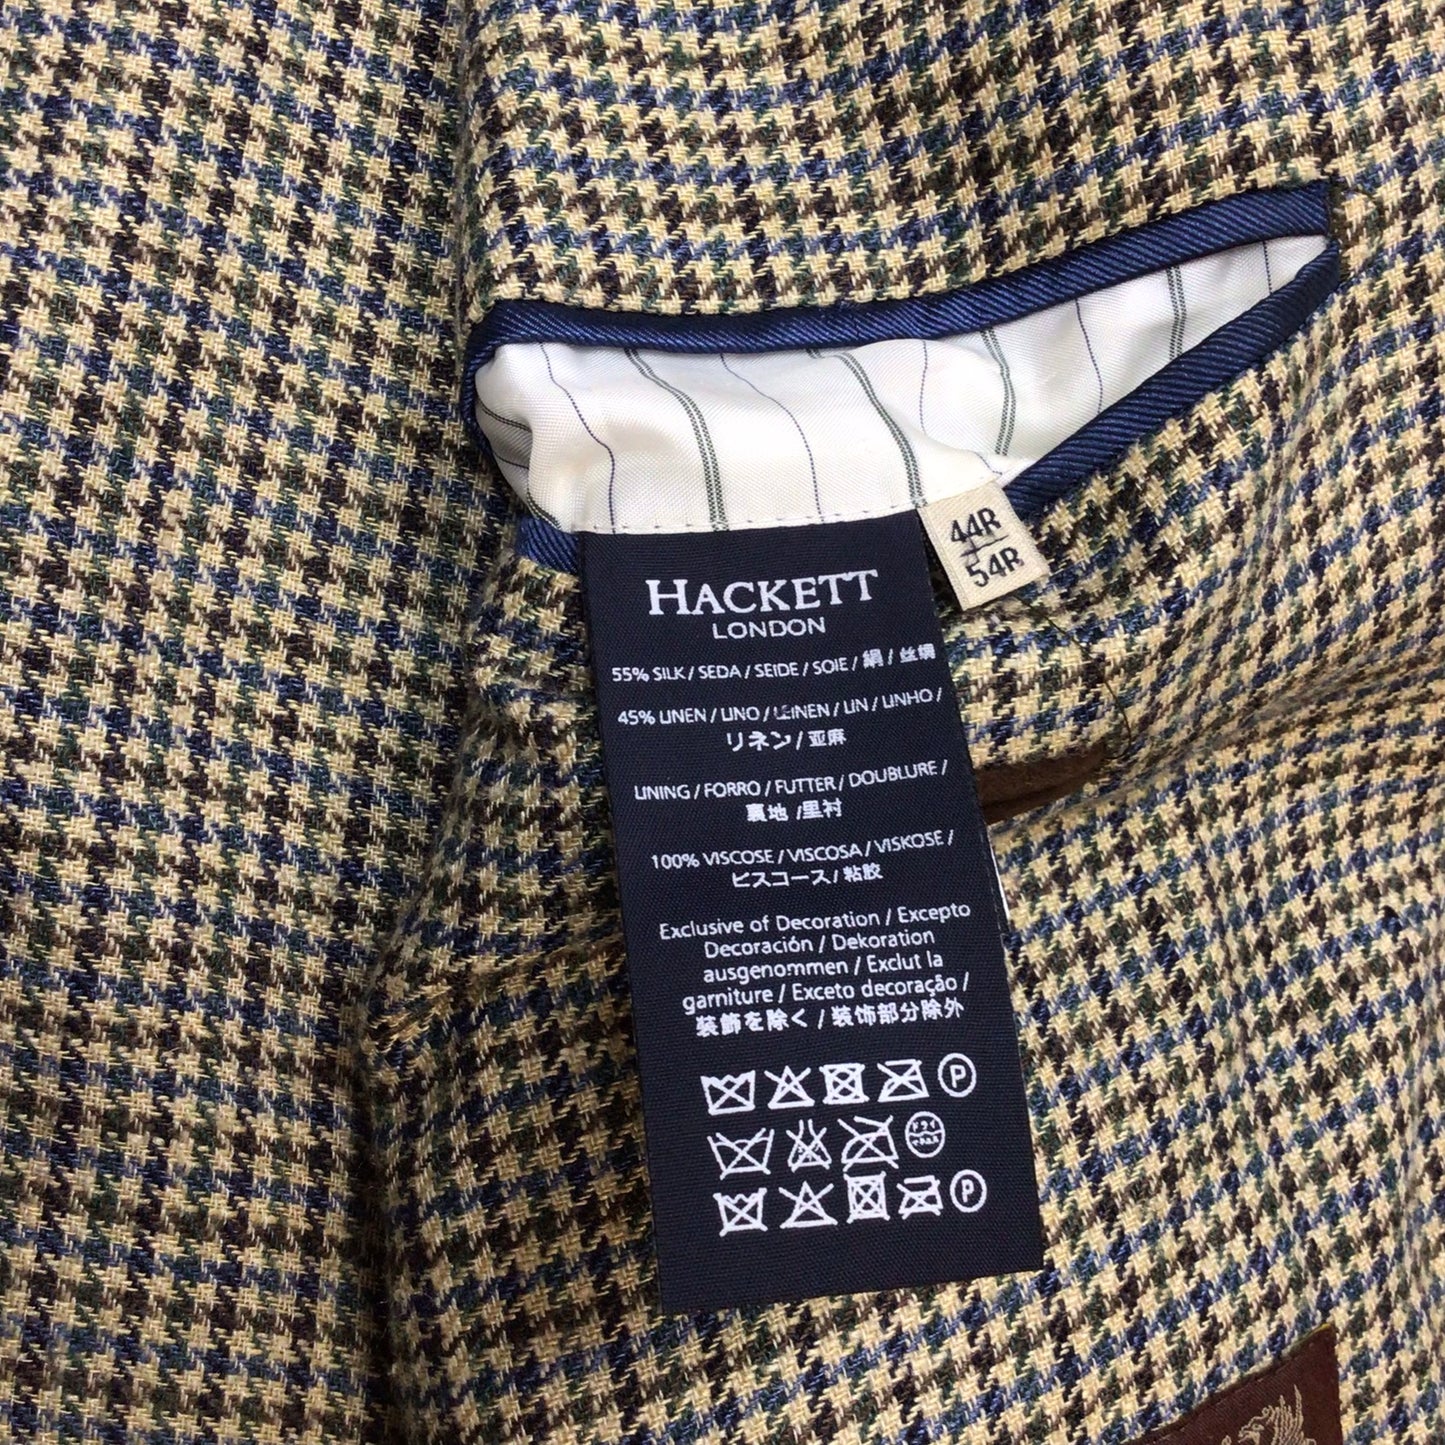 44R
54R
HACKETT
LONDON
55% SILK / SEDA / SEIDE / SOIE / 絹 / 丝绸
45% LINEN / LINO / LEINEN / LIN / LINHO /
リネン / 亚麻
LINING / FORRO / FUTTER / DOUBLURE /
裏地 /里衬
100% VISCOSE / VISCOSA / VISKOSE /
ビスコース / 粘胶
Exclusive of Decoration / Excepto
Decoración / Dekoration
ausgenommen / Exclut la
garniture / Exceto decoração /
装飾を除く / 装饰部分除外
P
ドライ
P